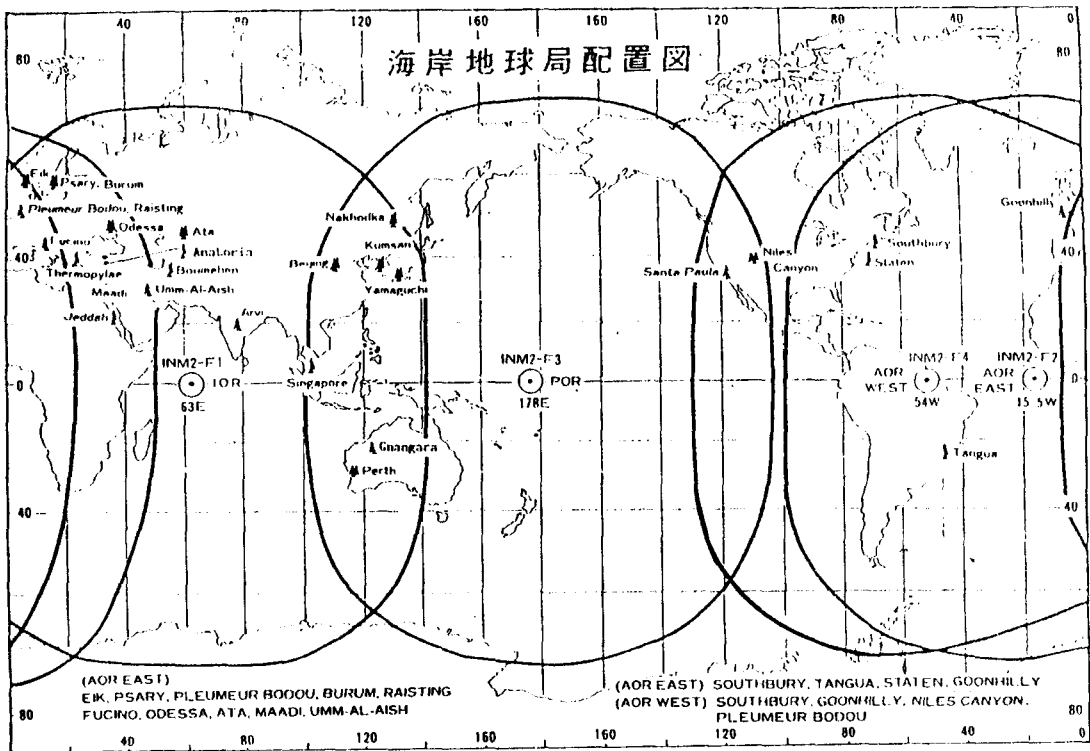 40 80 120 160 160 120 80 40 0
海岸地球局配置図
80 80
Eik
Psary, Burum
Pleumeur Bodou, Raisting
Odessa
Ata
Fucino
40
Thermopylae
Boumehen
Maadi
Umm-Al-Aish
Jeddah
Arvi
Nakhodka
Kumsan
Beijing
Yamaguchi
Singapore
Gnangara
Perth
Santa Paula
Niles
Canyon
Southbury
Staten
Goonhilly
40
Tangua
INM2-F1
IOR
63E
INM2-F3
POR
178E
INM2-F4
AOR
WEST
54W
INM2-F2
AOR
EAST
15.5W
0 0
40 40
(AOR EAST)
EIK, PSARY, PLEUMEUR BODOU, BURUM, RAISTING
FUCINO, ODESSA, ATA, MAADI, UMM-AL-AISH
(AOR EAST) SOUTHBURY, TANGUA, STATEN, GOONHILLY
(AOR WEST) SOUTHBURY, GOONHILLY, NILES CANYON,
PLEUMEUR BODOU
80 80
40 80 120 160 160 120 80 40 0